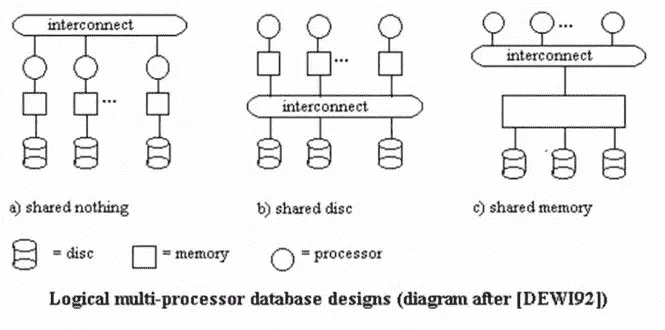 interconnect
interconnect
interconnect
...
...
...
a) shared nothing
b) shared disc
c) shared memory
= disc
= memory
= processor
Logical multi-processor database designs (diagram after [DEWI92])